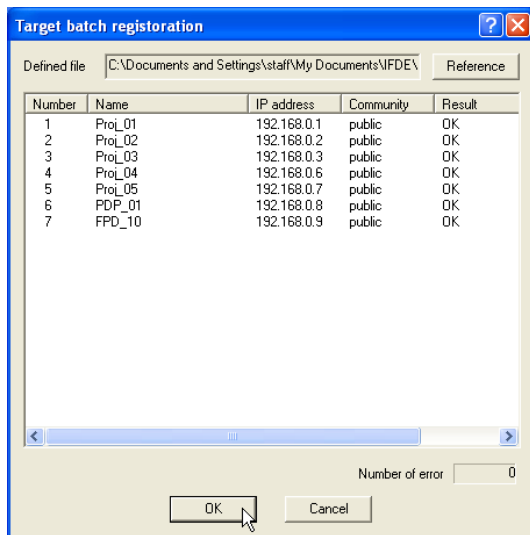 Target batch registoration
Defined file C:\Documents and Settings\staff\My Documents\IFDE\ Reference
Number Name IP address Community Result
1 Proj_01 192.168.0.1 public OK
2 Proj_02 192.168.0.2 public OK
3 Proj_03 192.168.0.3 public OK
4 Proj_04 192.168.0.6 public OK
5 Proj_05 192.168.0.7 public OK
6 PDP_01 192.168.0.8 public OK
7 FPD_10 192.168.0.9 public OK
Number of error 0
OK Cancel